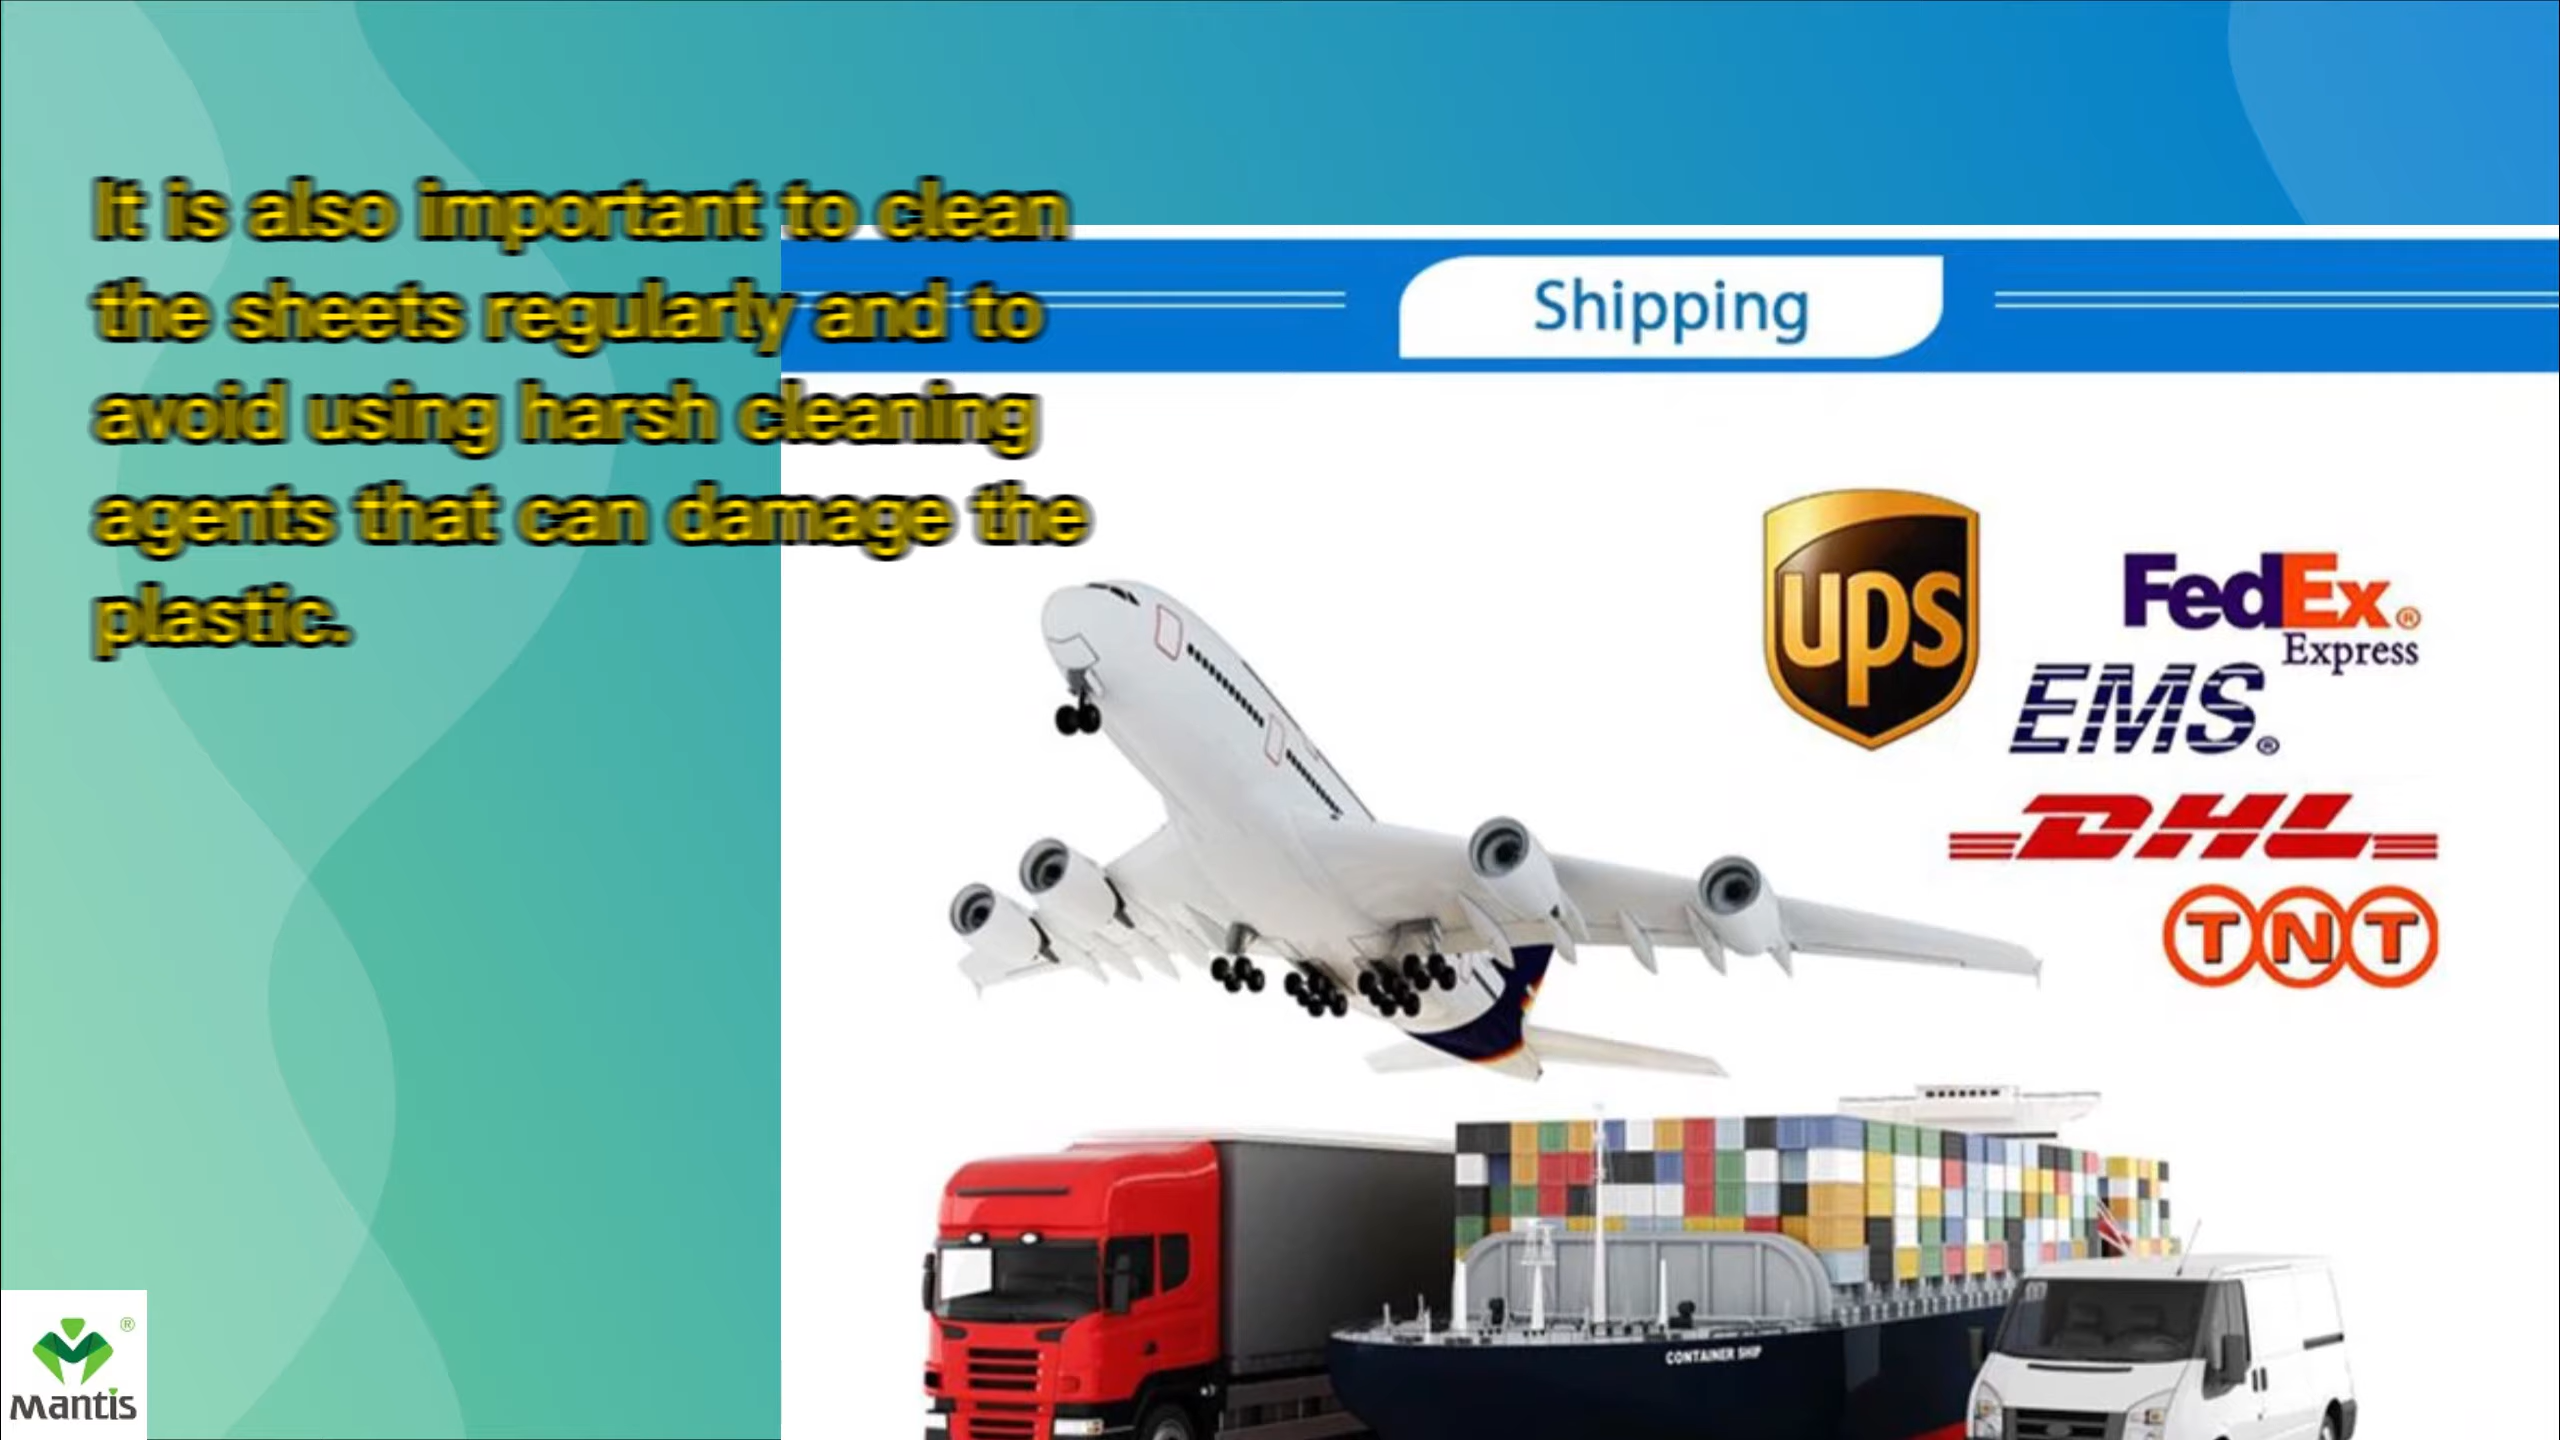 It is also important to clean
the sheets regularly and to
avoid using harsh cleaning
agents that can damage the
plastic.
Shipping
ups
FedEx®
Express
EMS®
DHL
TNT
CONTAINER SHIP
®
mantis